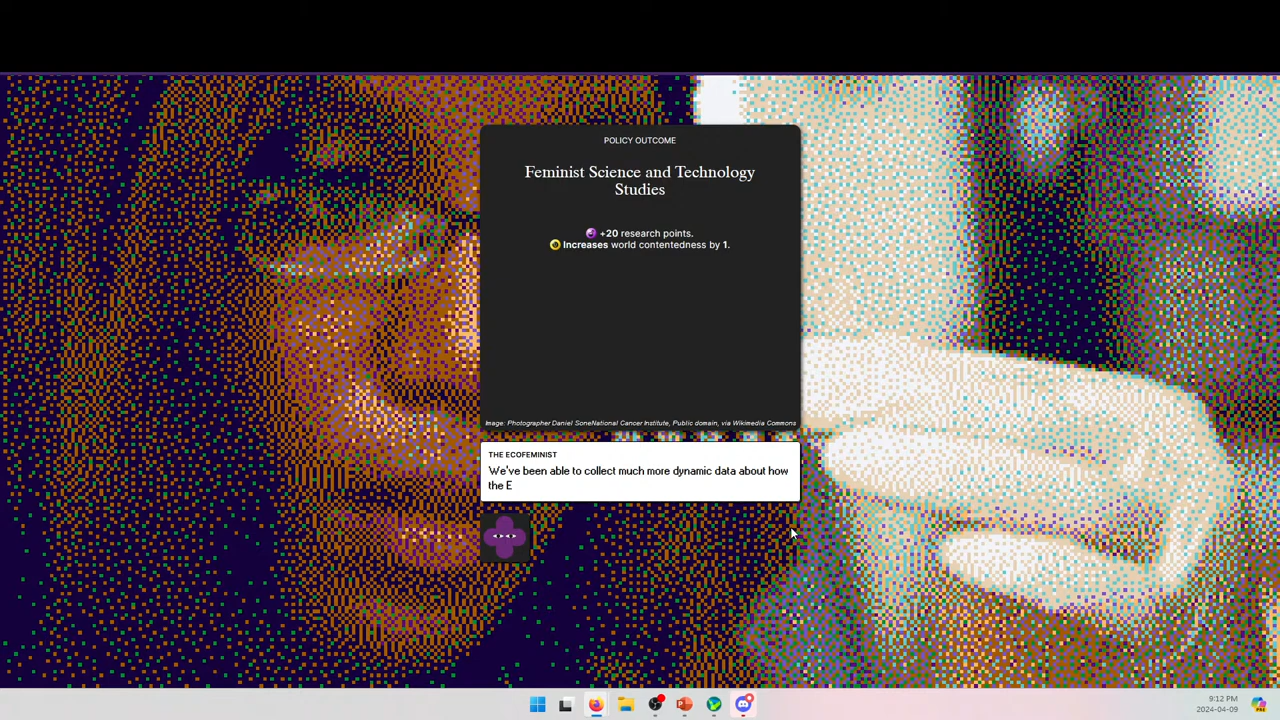 POLICY OUTCOME
Feminist Science and Technology
Studies
+20 research points.
Increases world contentedness by 1.
Image: Photographer Daniel SoneNational Cancer Institute, Public domain, via Wikimedia Commons
THE ECOFEMINIST
We've been able to collect much more dynamic data about how
the E
9:12 PM
2024-04-09